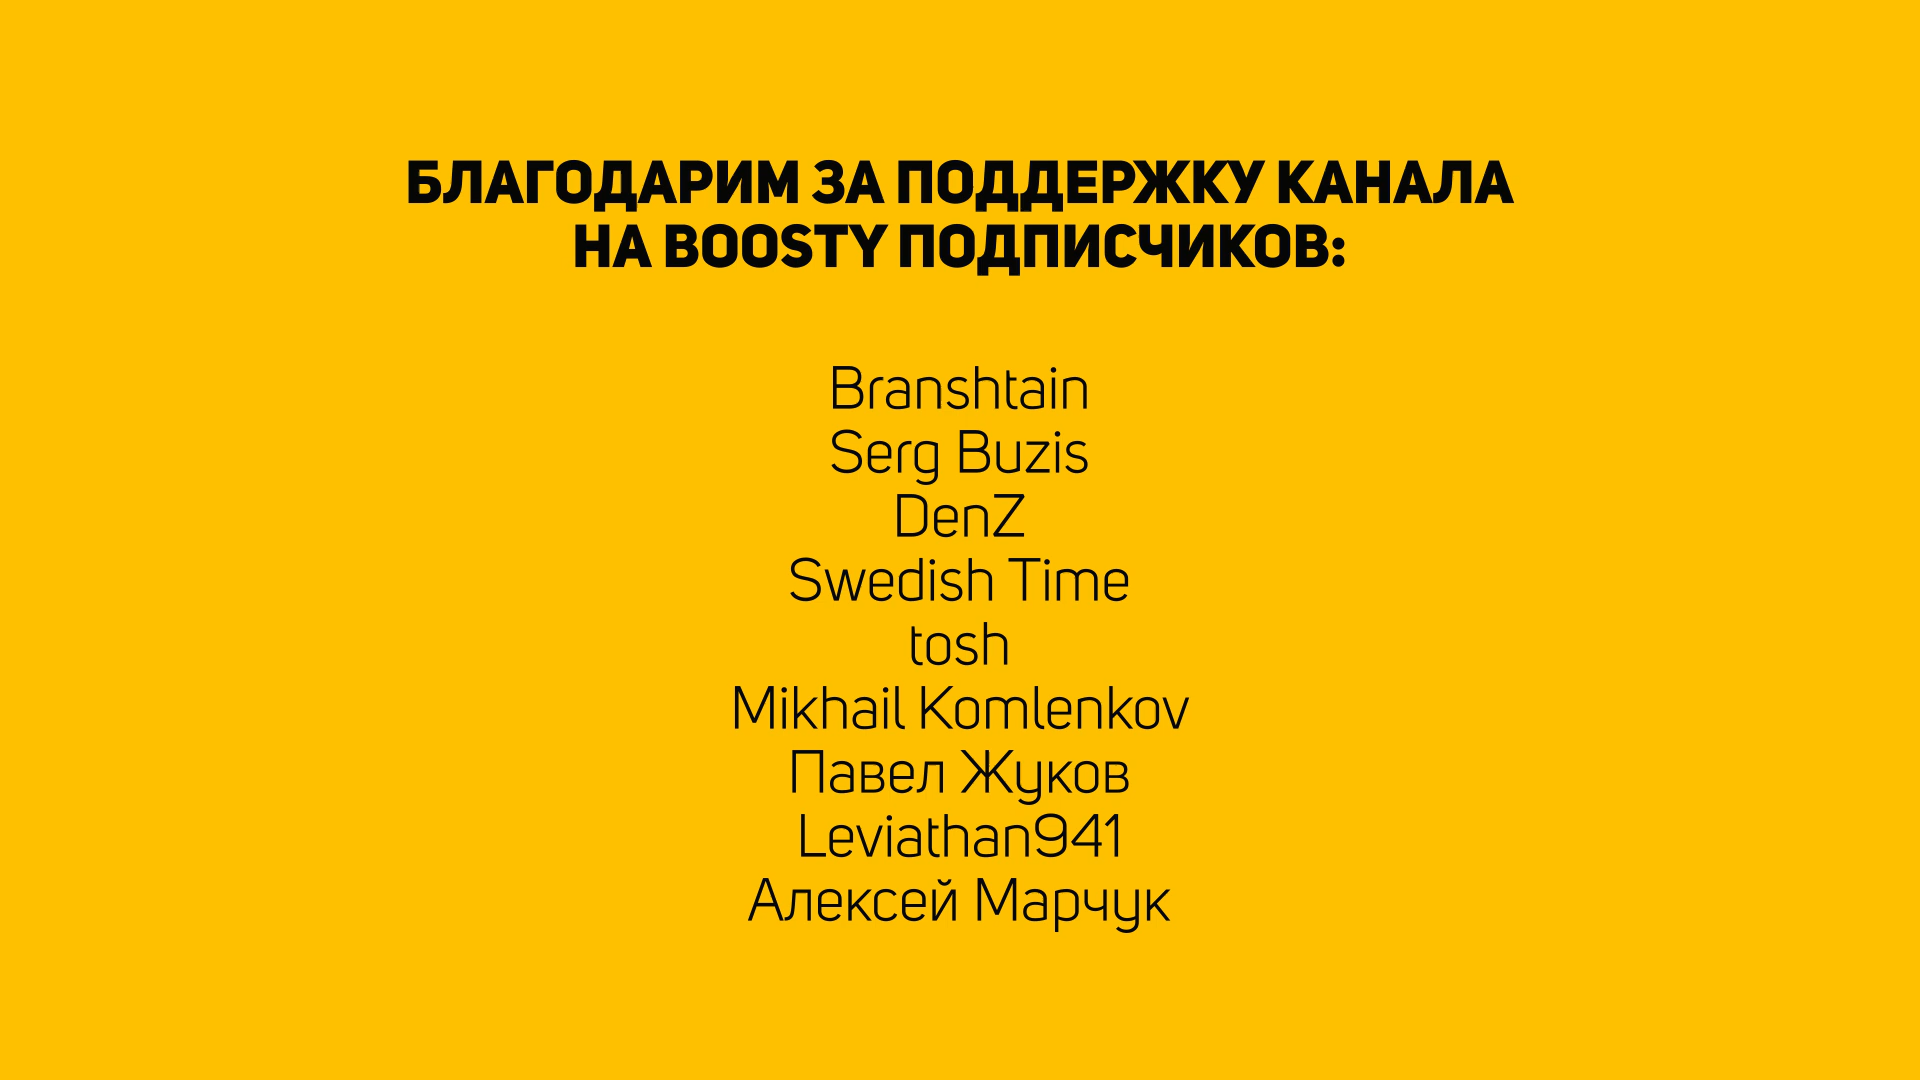 БЛАГОДАРИМ ЗА ПОДДЕРЖКУ КАНАЛА
НА BOOSTY ПОДПИСЧИКОВ:
Branshtain
Serg Buzis
DenZ
Swedish Time
tosh
Mikhail Komlenkov
Павел Жуков
Leviathan941
Алексей Марчук